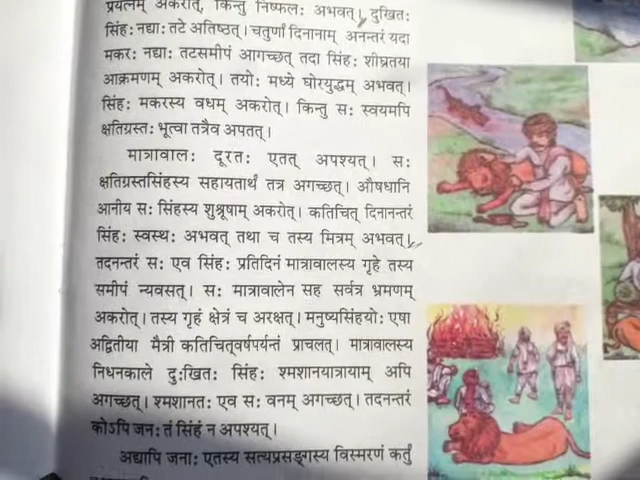 प्रयत्नम् अकरोत्, किन्तु निष्फलः अभवत्। दुखितः
सिंहः नद्याः तटे अतिष्ठत्। चतुर्णां दिनानाम् अनन्तरं यदा
मकरः नद्याः तटसमीपं आगच्छत् तदा सिंहः शीघ्रतया
आक्रमणम् अकरोत्। तयोः मध्ये घोरयुद्धम् अभवत्।
सिंहः मकरस्य वधम् अकरोत्। किन्तु सः स्वयमपि
क्षतिग्रस्तः भूत्वा तत्रैव अपतत्।
मात्रावालः दूरतः एतत् अपश्यत्। सः
क्षतिग्रस्तसिंहस्य सहायतार्थं तत्र अगच्छत्। औषधानि
आनीय सः सिंहस्य शुश्रूषाम् अकरोत्। कतिचित् दिनानन्तरं
सिंहः स्वस्थः अभवत् तथा च तस्य मित्रम् अभवत्।
तदनन्तरं सः एव सिंहः प्रतिदिनं मात्रावालस्य गृहे तस्य
समीपं न्यवसत्। सः मात्रावालेन सह सर्वत्र भ्रमणम्
अकरोत्। तस्य गृहं क्षेत्रं च अरक्षत्। मनुष्यसिंहयोः एषा
अद्वितीया मैत्री कतिचित्वर्षपर्यन्तं प्राचलत्। मात्रावालस्य
निधनकाले दुःखितः सिंहः श्मशानयात्रायाम् अपि
अगच्छत्। श्मशानतः एव सः वनम् अगच्छत्। तदनन्तरं
कोऽपि जनः तं सिंहं न अपश्यत्।
अद्यापि जनाः एतस्य सत्यप्रसङ्गस्य विस्मरणं कर्तुं